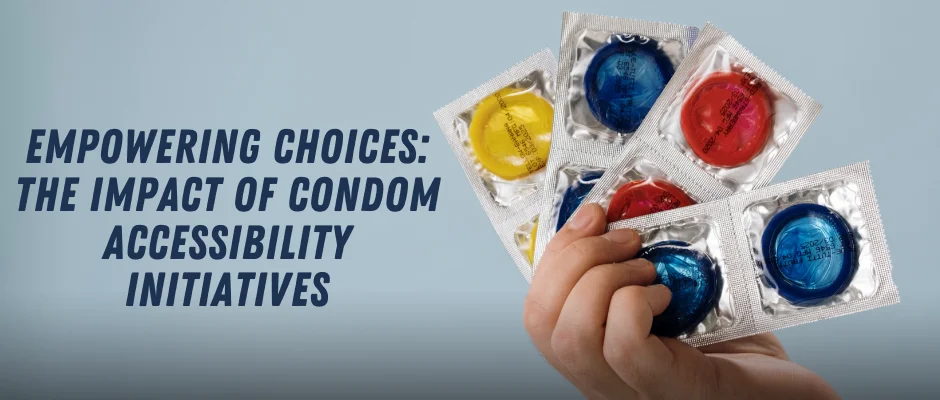 EMPOWERING CHOICES:
THE IMPACT OF CONDOM
ACCESSIBILITY
INITIATIVES